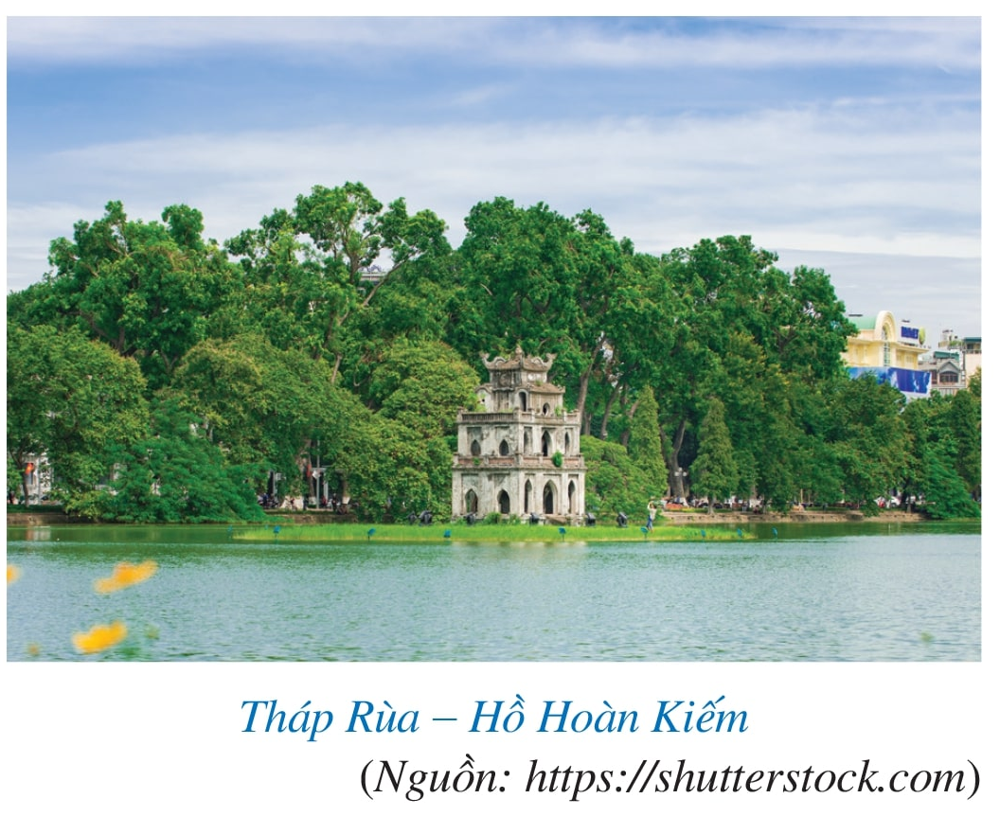 Tháp Rùa – Hồ Hoàn Kiếm
(Nguồn: https://shutterstock.com)